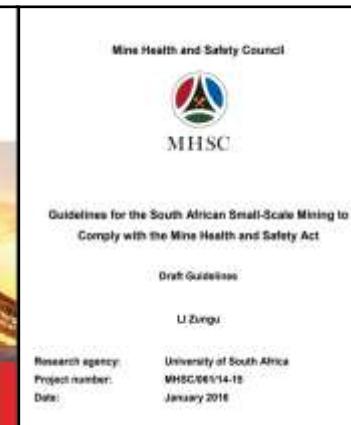 Mine Health and Safety Council
MHSC
Guidelines for the South African Small-Scale Mining to
Comply with the Mine Health and Safety Act
Draft Guidelines
LI Zungu
Research agency: University of South Africa
Project number: MHSC/061/14-15
Date: January 2016